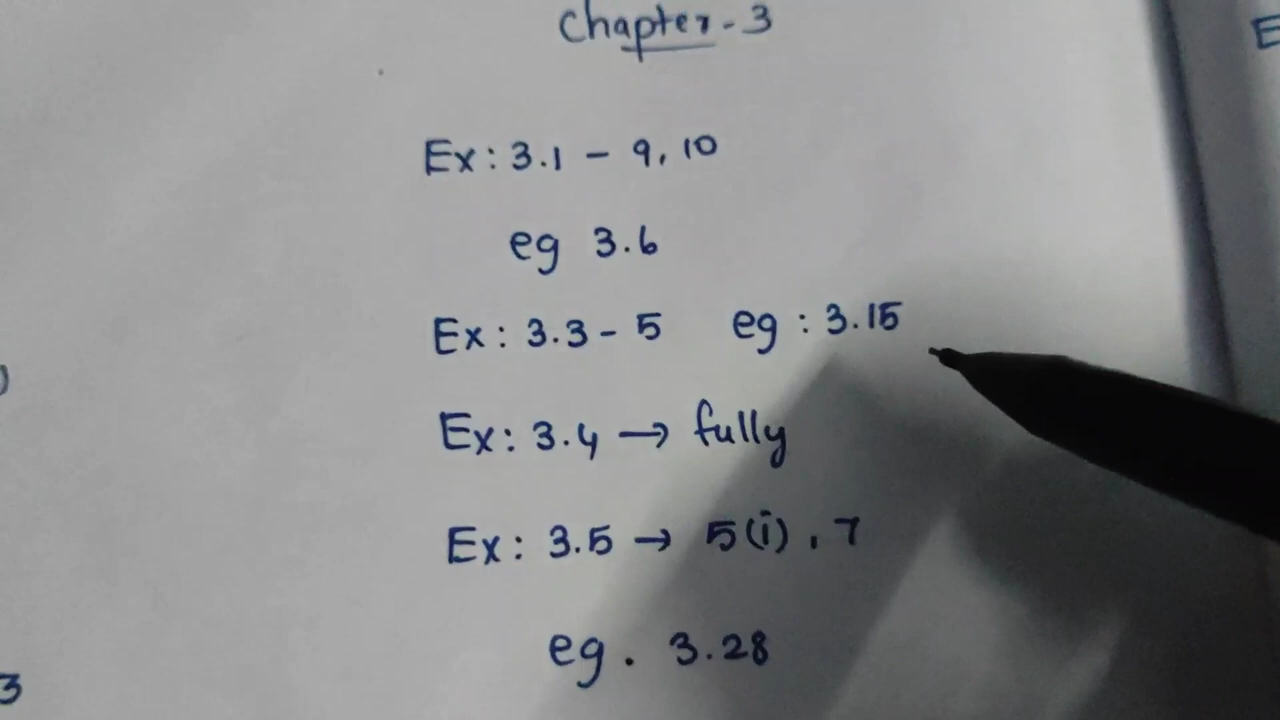 Chapter - 3
Ex : 3.1 - 9, 10
eg 3.6
Ex : 3.3 - 5 eg : 3.15
Ex : 3.4 → fully
Ex : 3.5 → 5(i), 7
eg. 3.28
E
)
3